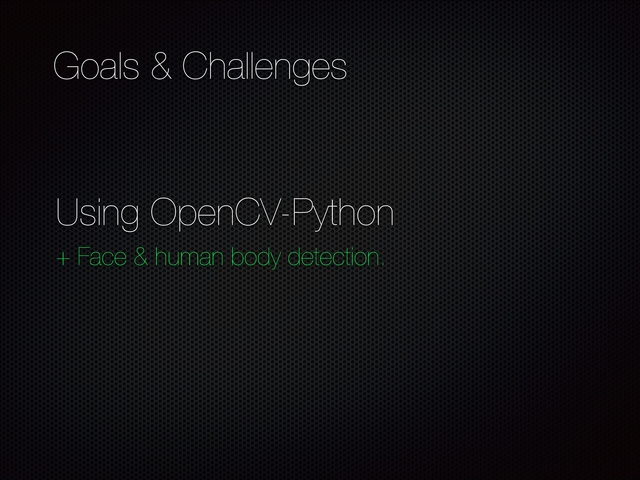 Goals & Challenges
Using OpenCV-Python
+ Face & human body detection.